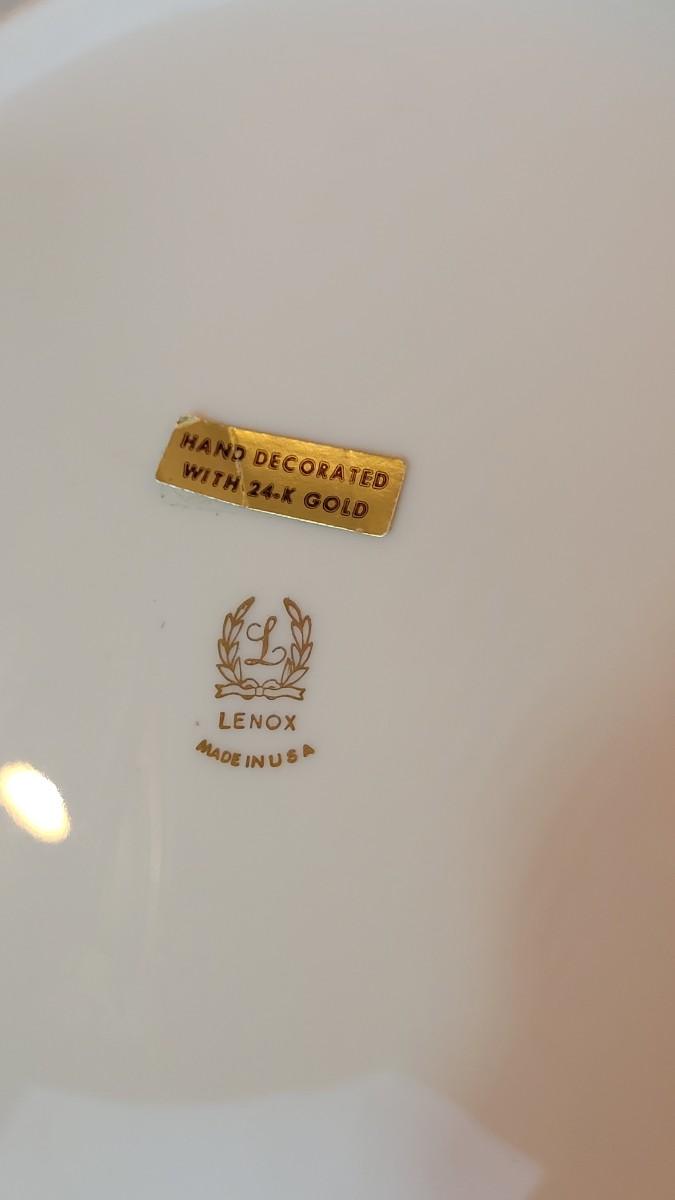 HAND DECORATED
WITH 24-K GOLD
L
LENOX
MADE IN USA